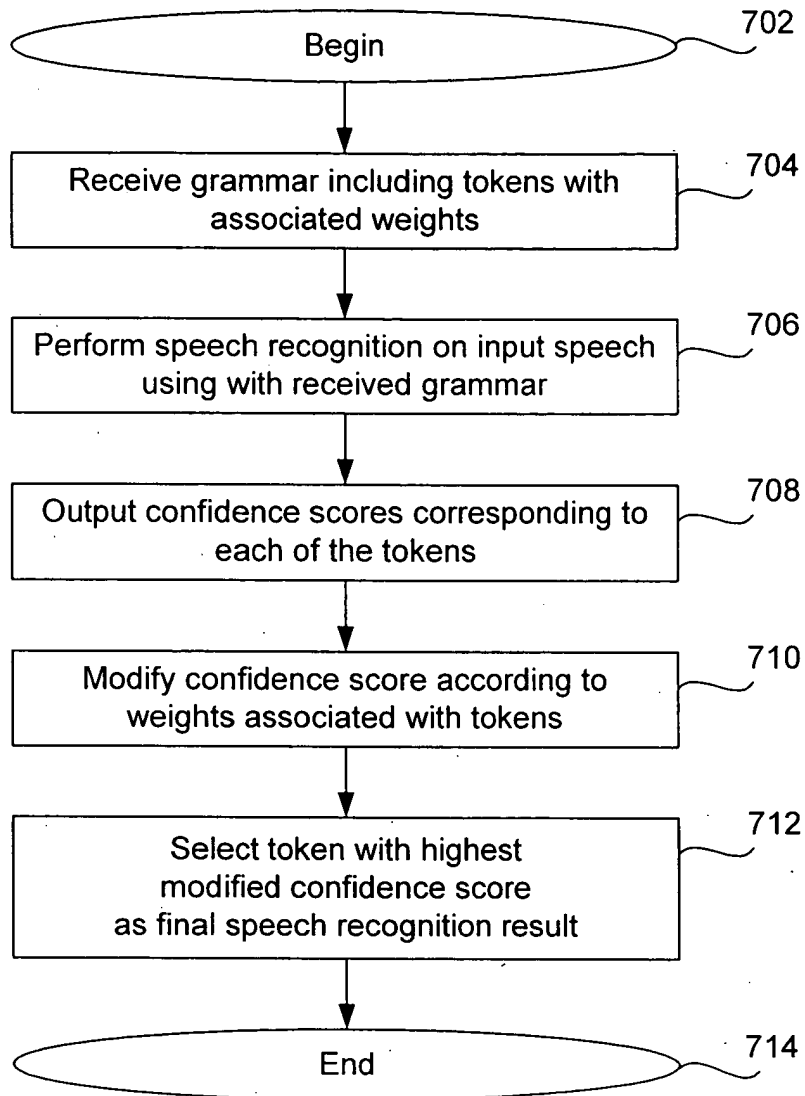 Begin
702
Receive grammar including tokens with
associated weights
704
Perform speech recognition on input speech
using with received grammar
706
Output confidence scores corresponding to
each of the tokens
708
Modify confidence score according to
weights associated with tokens
710
Select token with highest
modified confidence score
as final speech recognition result
712
End
714